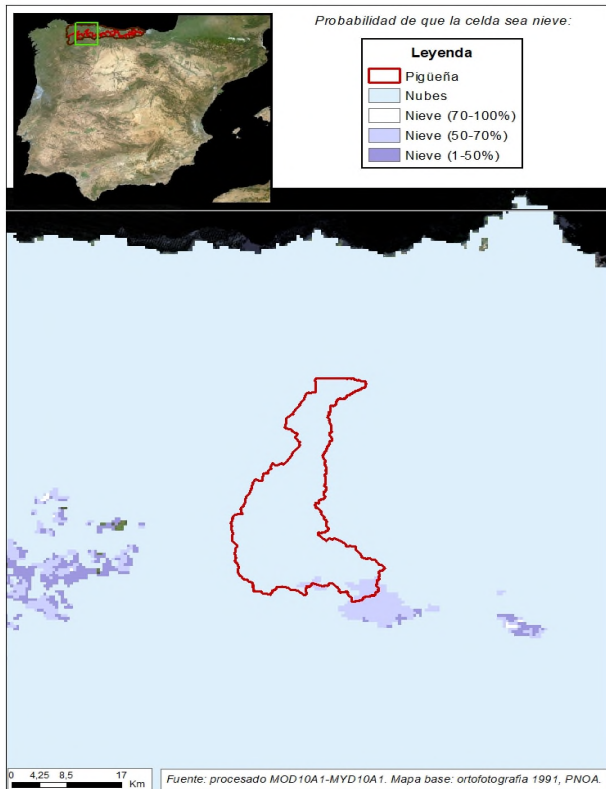 Probabilidad de que la celda sea nieve:
Leyenda
Pigüeña
Nubes
Nieve (70-100%)
Nieve (50-70%)
Nieve (1-50%)
0 4,25 8,5 17
Km
Fuente: procesado MOD10A1-MYD10A1. Mapa base: ortofotografia 1991, PNOA.